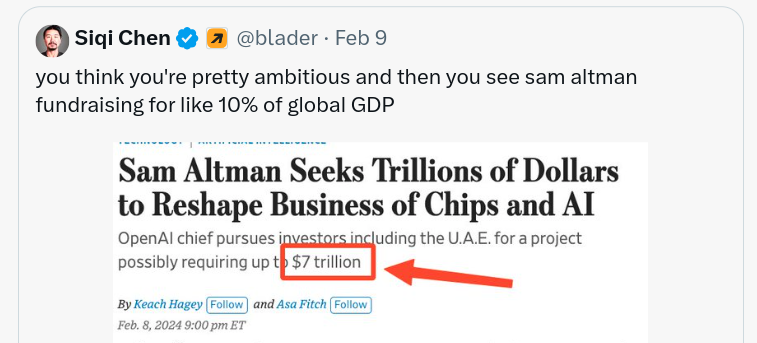 Siqi Chen @blader · Feb 9
you think you're pretty ambitious and then you see sam altman
fundraising for like 10% of global GDP
TECHNOLOGY | ARTIFICIAL INTELLIGENCE
Sam Altman Seeks Trillions of Dollars
to Reshape Business of Chips and AI
OpenAI chief pursues investors including the U.A.E. for a project
possibly requiring up to $7 trillion
By Keach Hagey Follow and Asa Fitch Follow
Feb. 8, 2024 9:00 pm ET